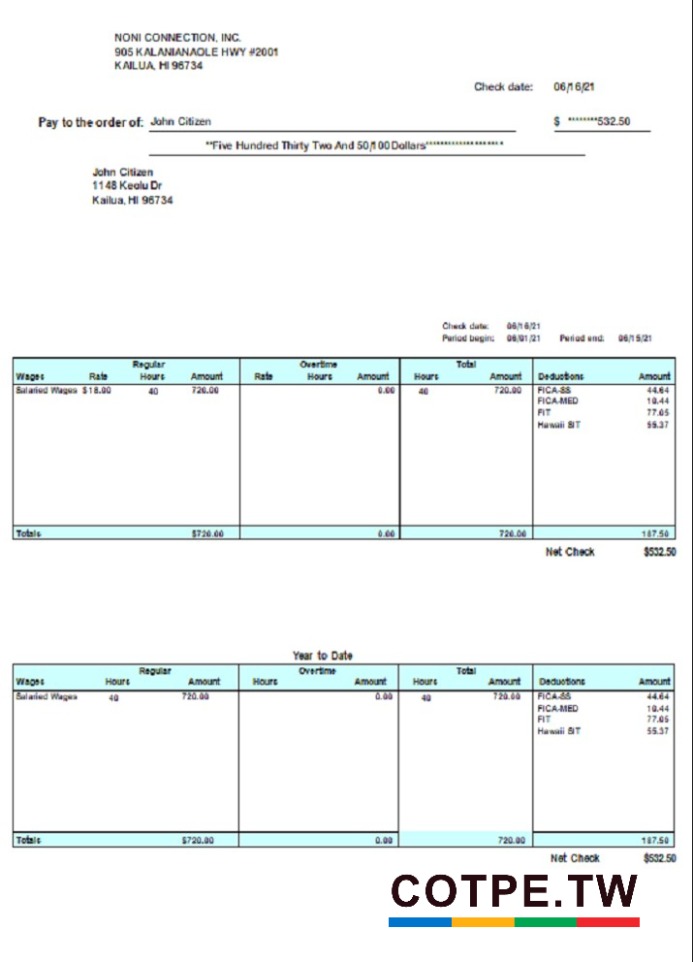 NONI CONNECTION, INC.
905 KALANIANAOLE HWY #2001
KAILUA, HI 96734
Check date: 06/16/21
Pay to the order of: John Citizen $ ********532.50
**Five Hundred Thirty Two And 50/100 Dollars********************
John Citizen
1148 Keolu Dr
Kailua, HI 96734
Check date: 06/16/21
Period begin: 06/01/21 Period end: 06/15/21
Regular Overtime Total
Wages Rate Hours Amount Rate Hours Amount Hours Amount Deductions Amount
Salaried Wages $18.00 40 720.00 0.00 40 720.00 FICA-SS 44.64
FICA-MED 10.44
FIT 77.05
Hawaii SIT 55.37
Totals $720.00 0.00 720.00 187.50
Net Check $532.50
Year to Date
Regular Overtime Total
Wages Hours Amount Hours Amount Hours Amount Deductions Amount
Salaried Wages 40 720.00 0.00 40 720.00 FICA-SS 44.64
FICA-MED 10.44
FIT 77.05
Hawaii SIT 55.37
Totals $720.00 0.00 720.00 187.50
Net Check $532.50
COTPE.TW